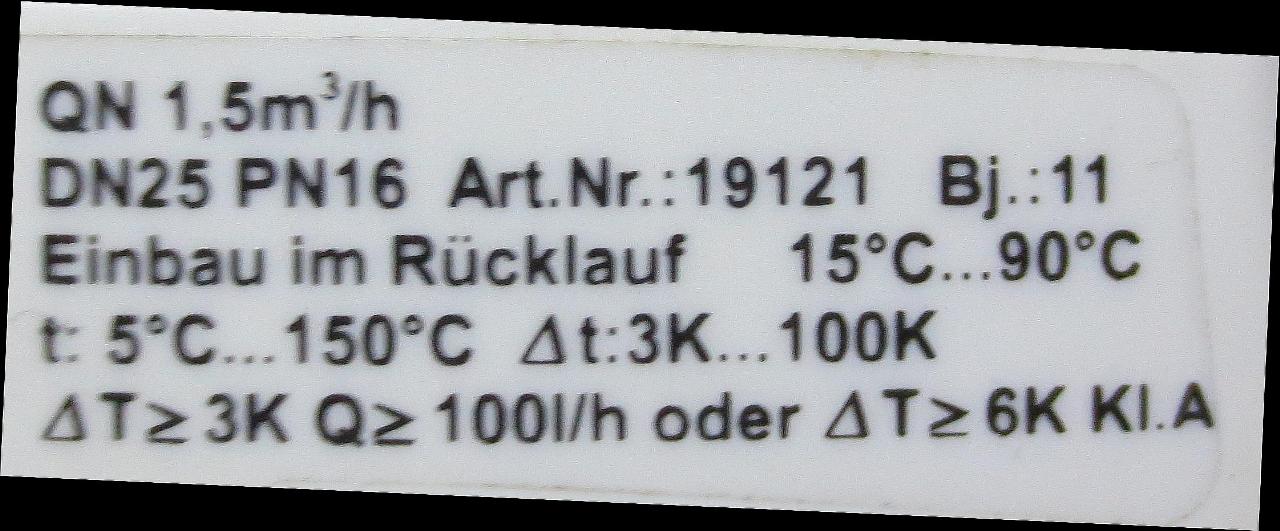 QN 1,5m³/h
DN25 PN16 Art.Nr.:19121 Bj.:11
Einbau im Rücklauf 15°C...90°C
t: 5°C...150°C Δt:3K...100K
ΔT≥3K Q≥100l/h oder ΔT≥6K Kl.A